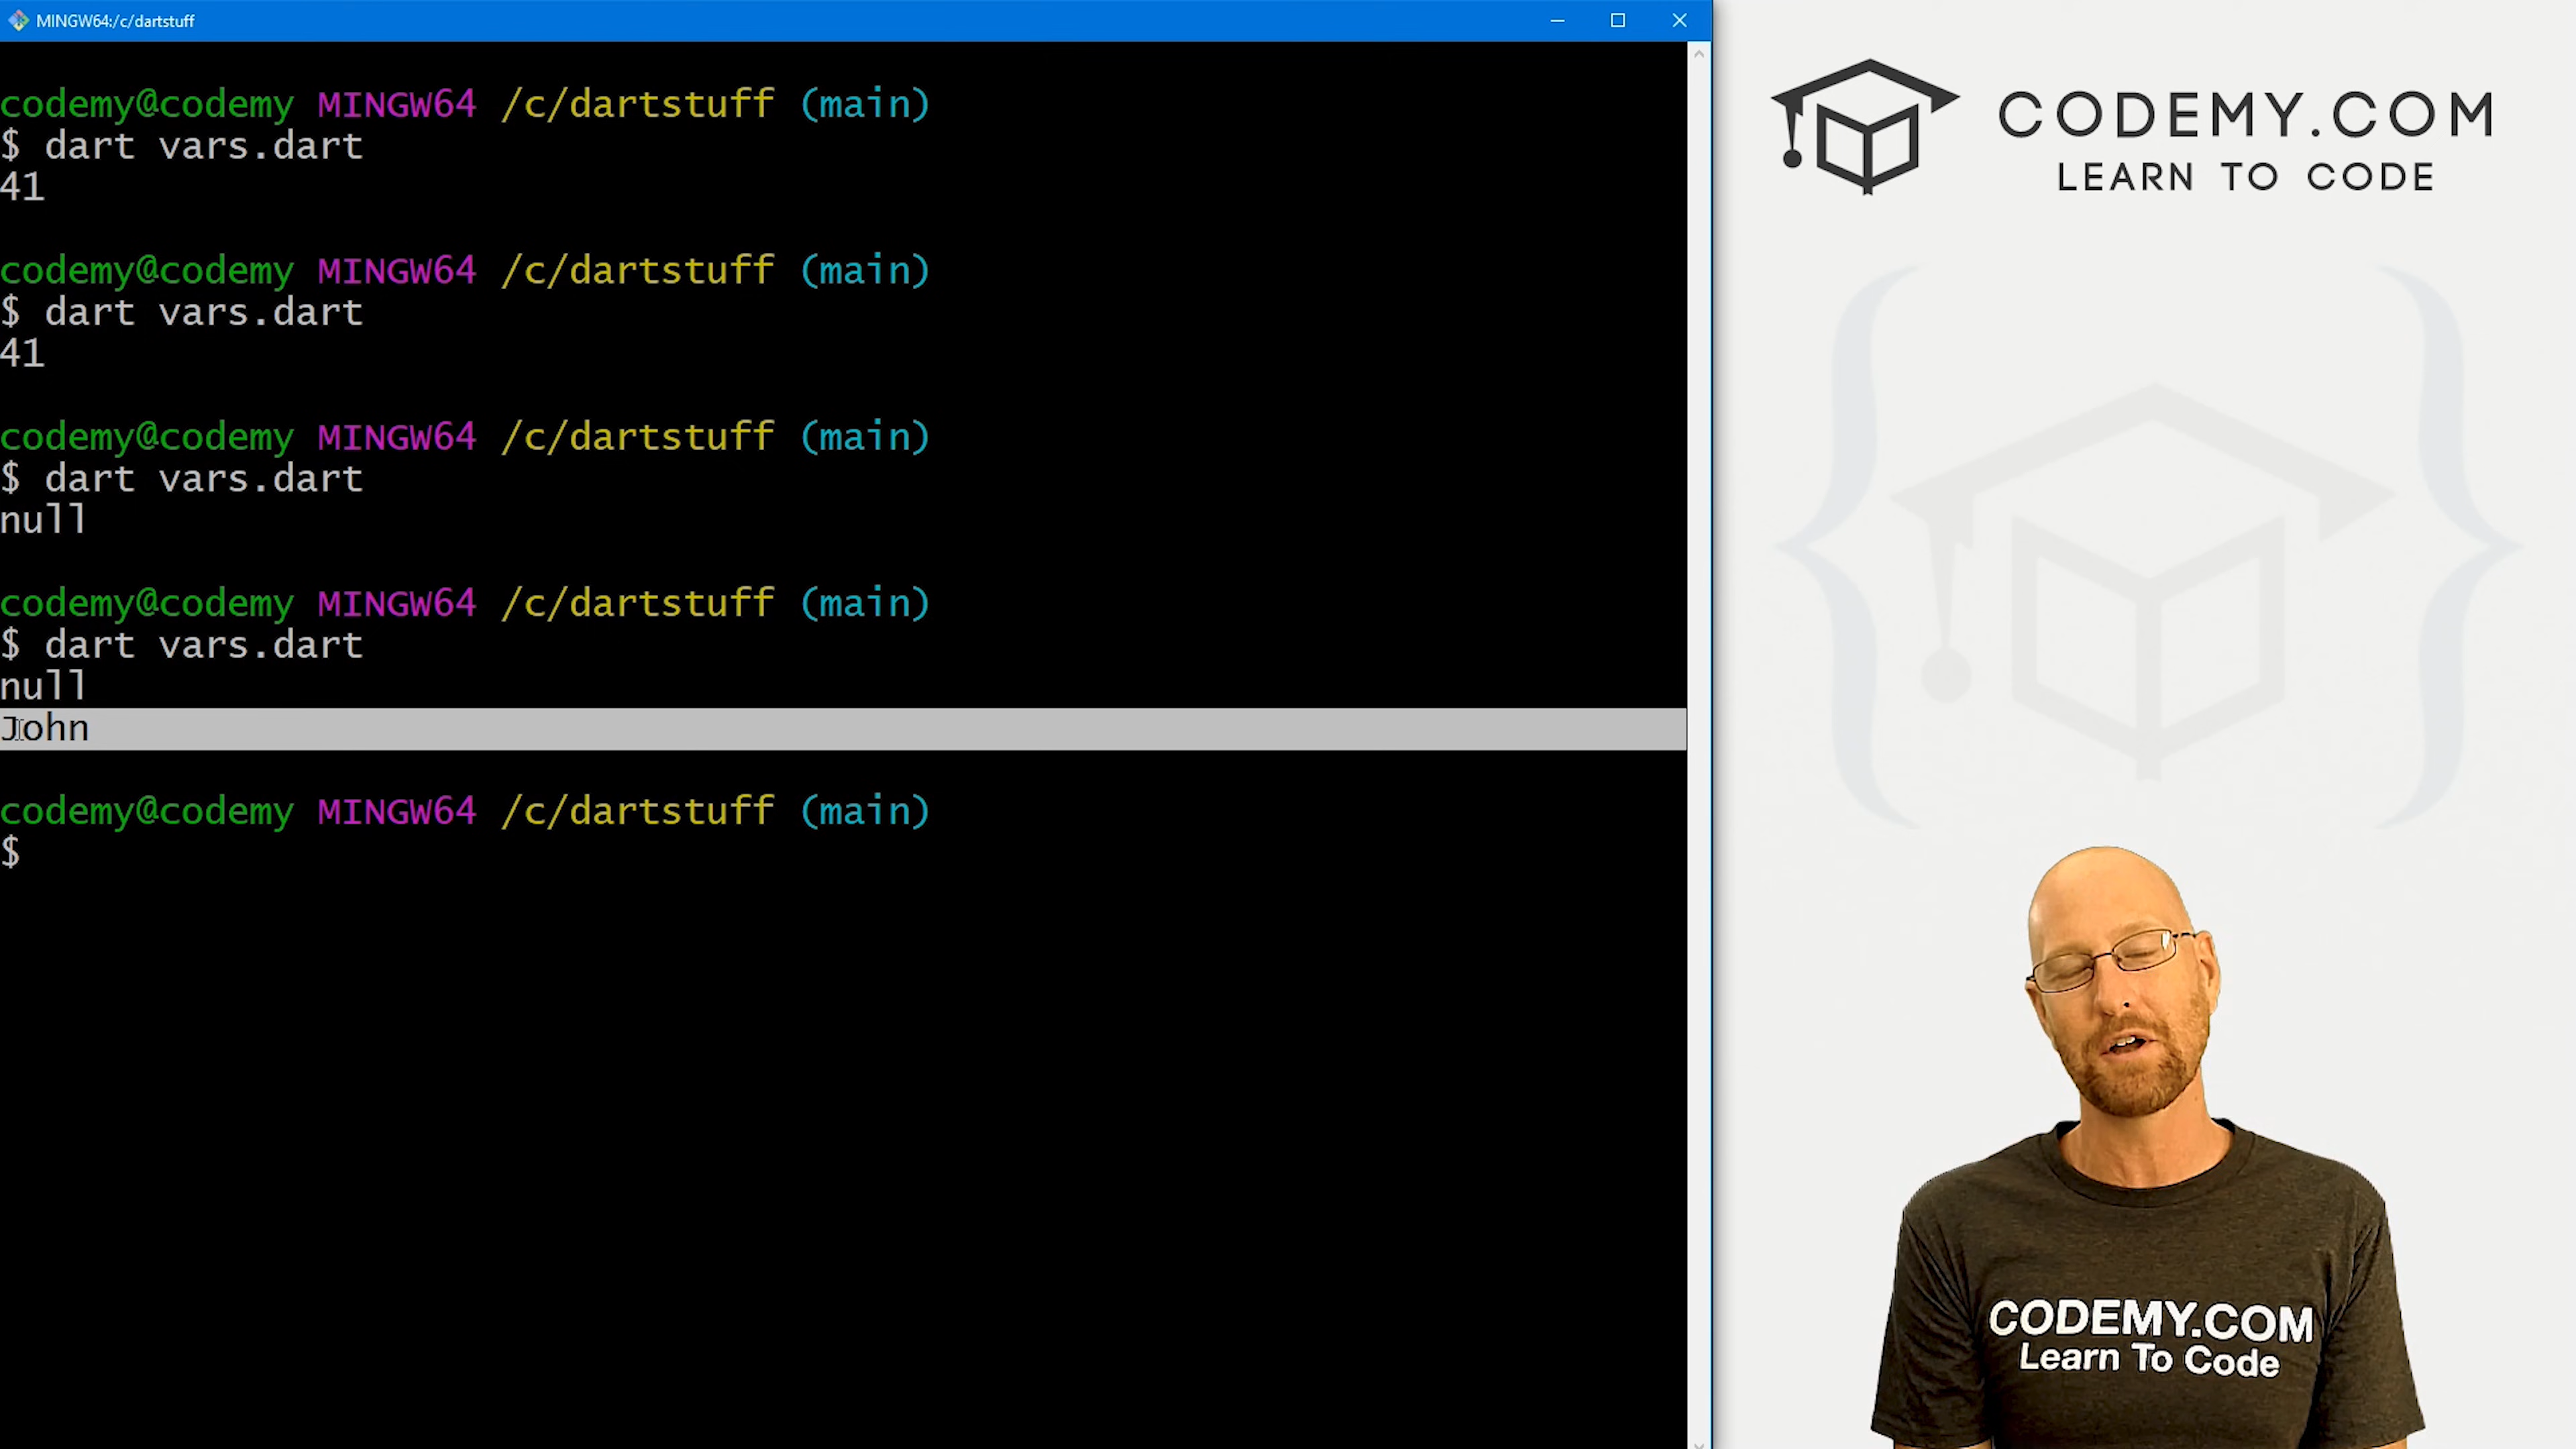 MINGW64:/c/dartstuff
codemy@codemy MINGW64 /c/dartstuff (main)
$ dart vars.dart
41
codemy@codemy MINGW64 /c/dartstuff (main)
$ dart vars.dart
41
codemy@codemy MINGW64 /c/dartstuff (main)
$ dart vars.dart
null
codemy@codemy MINGW64 /c/dartstuff (main)
$ dart vars.dart
null
John
codemy@codemy MINGW64 /c/dartstuff (main)
$
CODEMY.COM
LEARN TO CODE
CODEMY.COM
Learn To Code